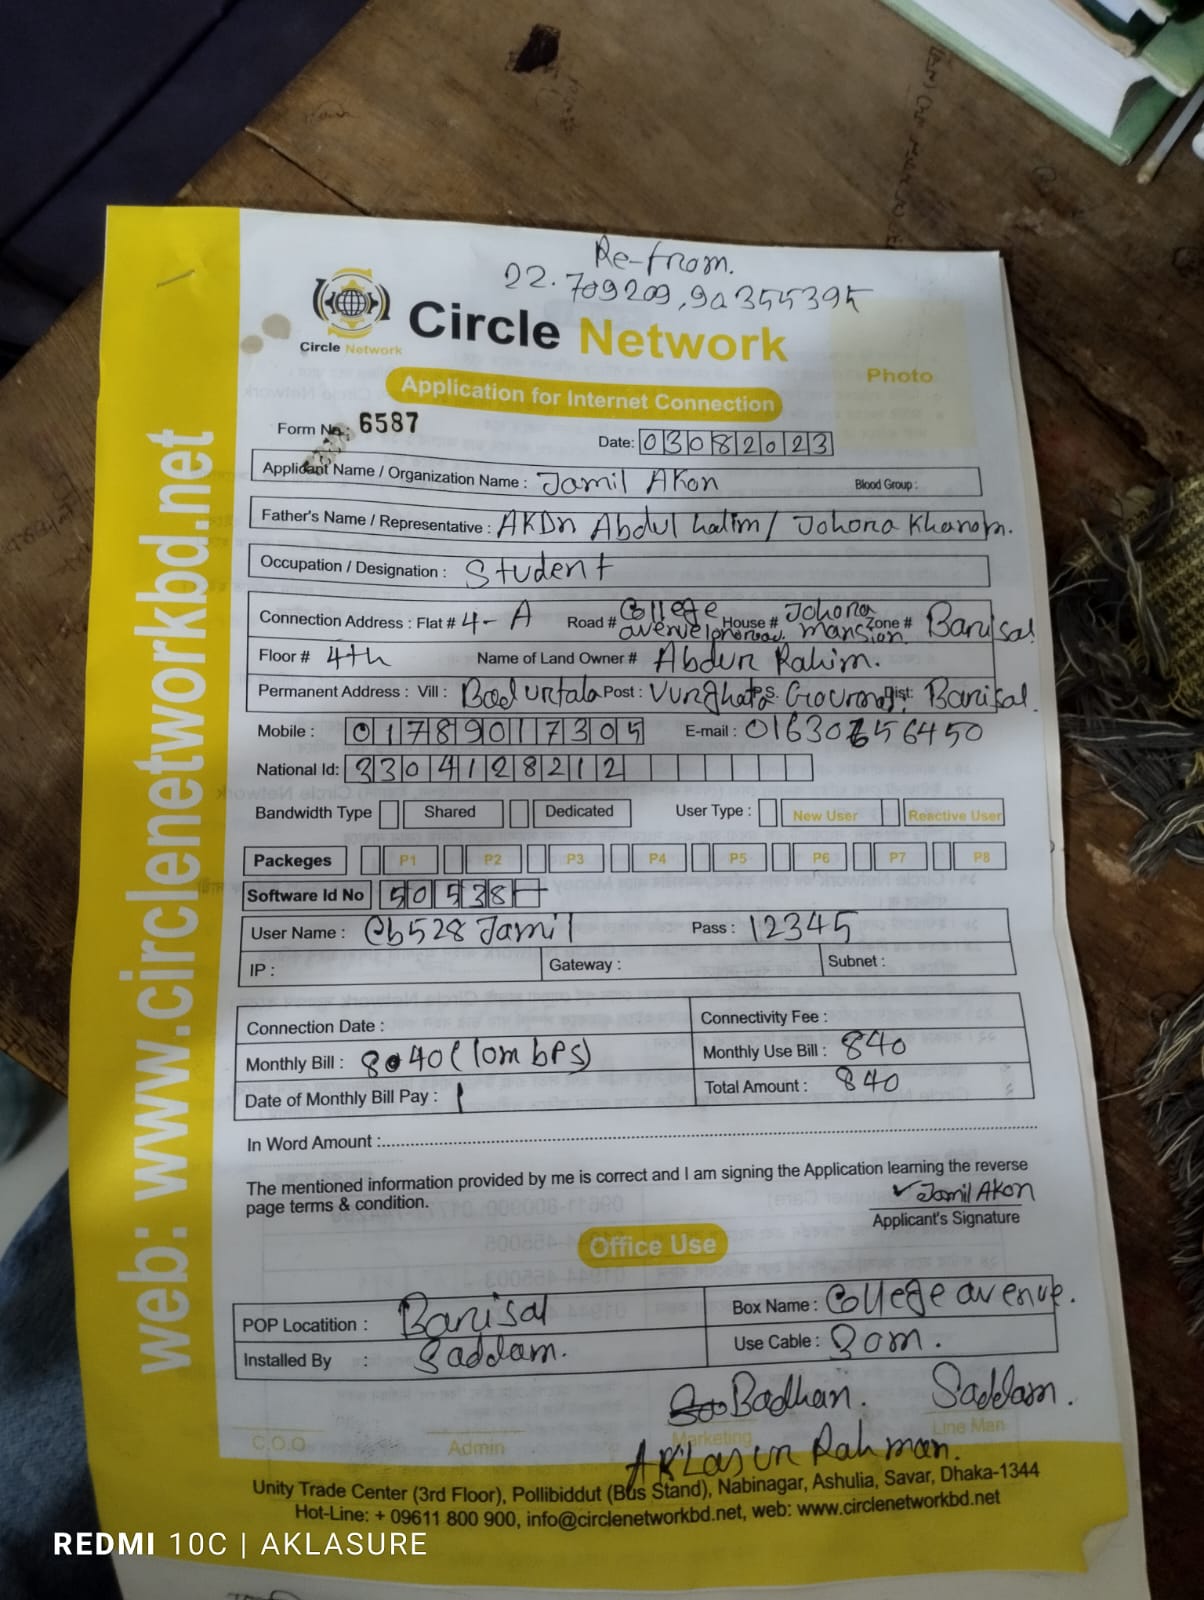 Re-from.
22.709209,90355395
Circle Network
Circle Network
Photo
Application for Internet Connection
Form No: 6587
Date: 03082023
Applicant Name / Organization Name : Jamil Akon Blood Group :
Father's Name / Representative : AKON Abdul halim / Johora Khanom.
Occupation / Designation : Student
Connection Address : Flat # 4-A Road # College avenue House # Johora mansion. Zone # Barisal
Floor # 4th Name of Land Owner # Abdur Rahim.
Permanent Address : Vill : Post : P.S. Dist: Barisal.
Mobile : 01789017305 E-mail : 01630656450
National Id: 3304128212
Bandwidth Type Shared Dedicated User Type : New User Reactive User
Packeges P1 P2 P3 P4 P5 P6 P7 P8
Software Id No 50538
User Name : Cb528 Jamil Pass : 12345
IP : Gateway : Subnet :
Connection Date : Connectivity Fee :
Monthly Bill : 840 (10m bps) Monthly Use Bill : 840
Date of Monthly Bill Pay : 1 Total Amount : 840
In Word Amount :
The mentioned information provided by me is correct and I am signing the Application learning the reverse
page terms & condition.
Jamil Akon
Applicant's Signature
Office Use
POP Locatition : Barisal Box Name : College avenue.
Installed By : Saddam. Use Cable : 30m.
Badhan. Saddam.
C.O.O Admin Marketing Line Man
AKLasur Rahman.
Unity Trade Center (3rd Floor), Pollibiddut (Bus Stand), Nabinagar, Ashulia, Savar, Dhaka-1344
Hot-Line: + 09611 800 900, info@circlenetworkbd.net, web: www.circlenetworkbd.net
web: www.circlenetworkbd.net
REDMI 10C | AKLASURE